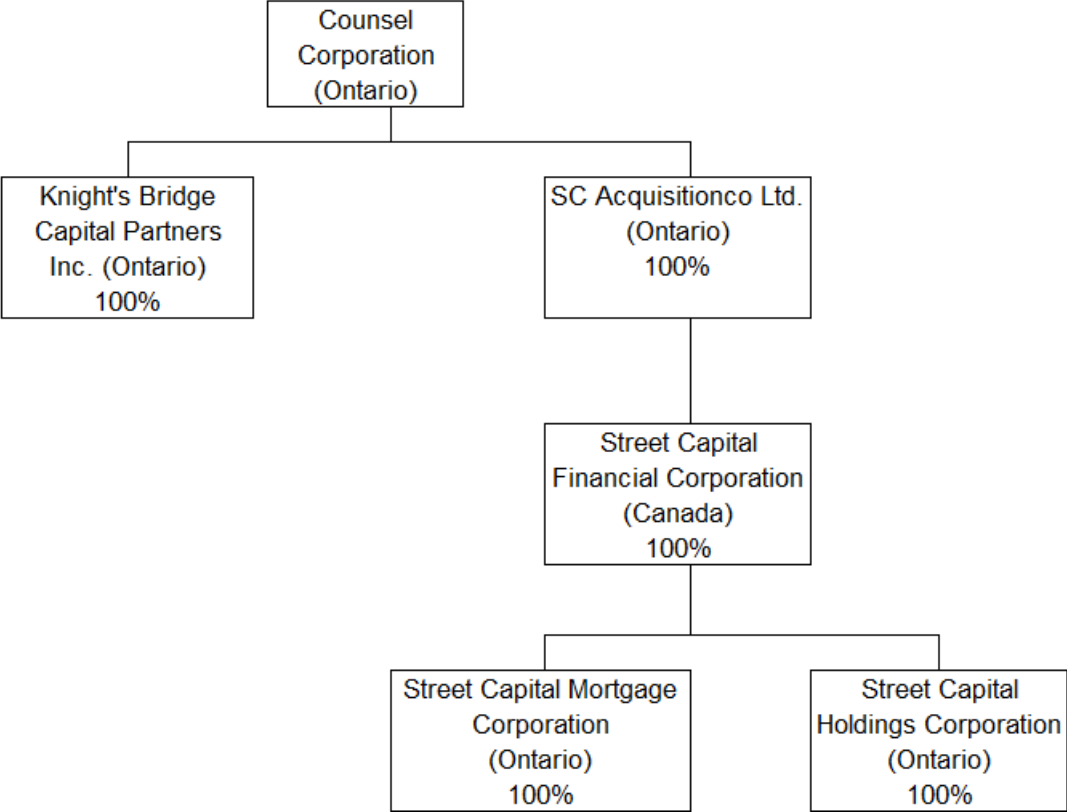 Counsel
Corporation
(Ontario)
Knight's Bridge
Capital Partners
Inc. (Ontario)
100%
SC Acquisitionco Ltd.
(Ontario)
100%
Street Capital
Financial Corporation
(Canada)
100%
Street Capital Mortgage
Corporation
(Ontario)
100%
Street Capital
Holdings Corporation
(Ontario)
100%